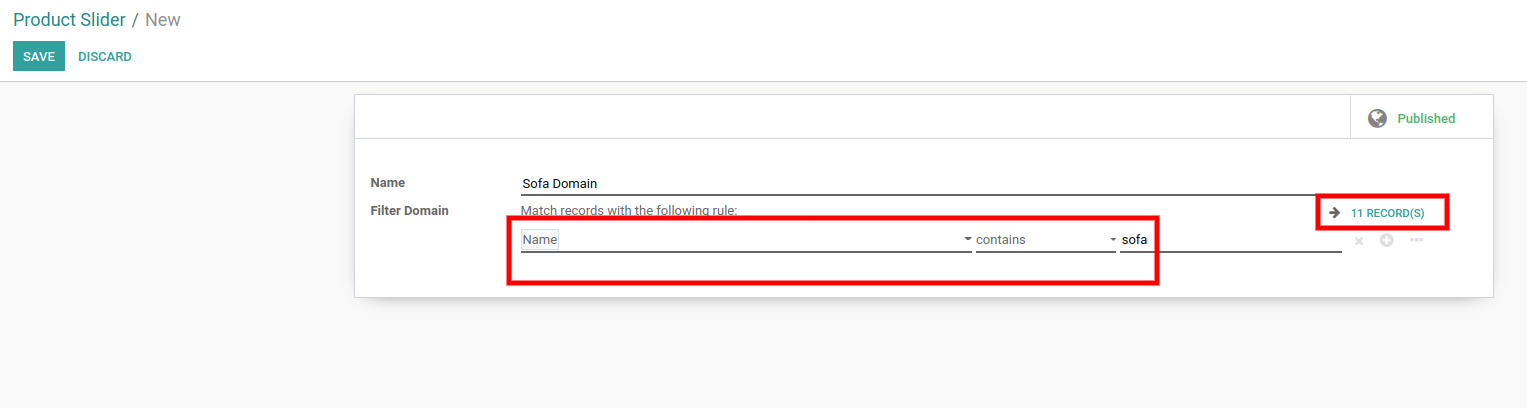 Product Slider / New
SAVE DISCARD
Published
Name Sofa Domain
Filter Domain Match records with the following rule: 11 RECORD(S)
Name contains sofa